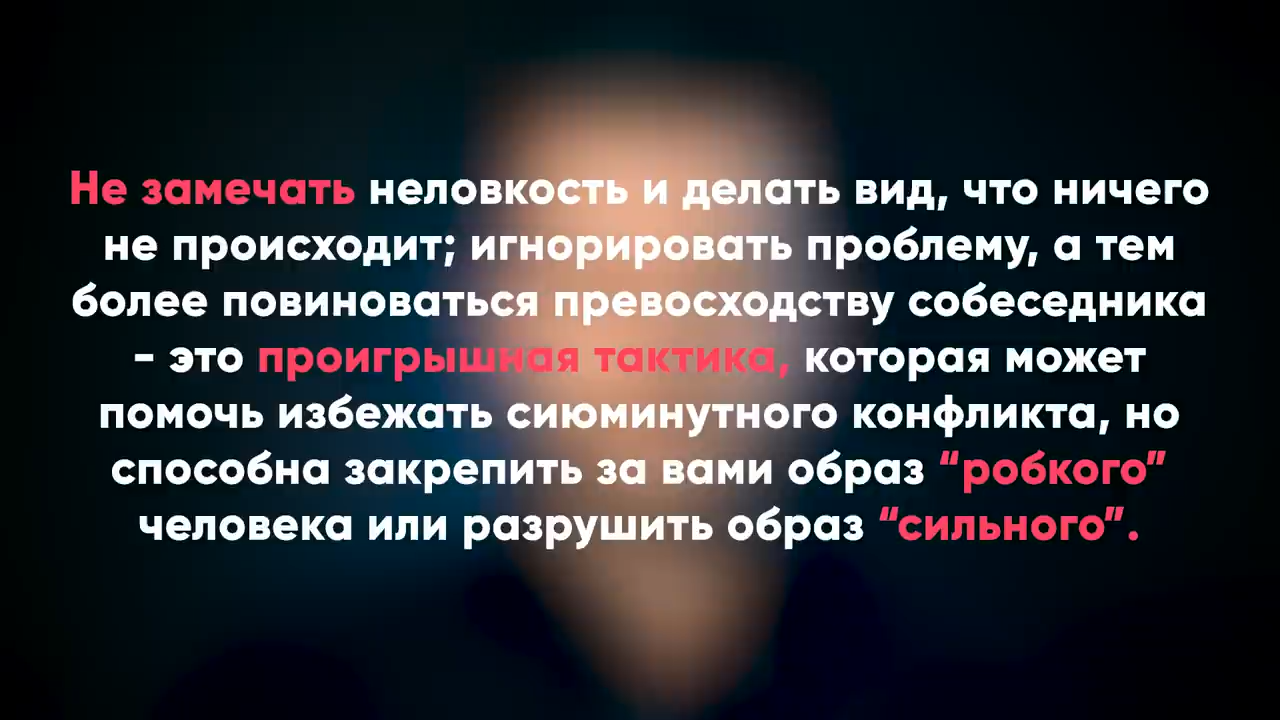 Не замечать неловкость и делать вид, что ничего
не происходит; игнорировать проблему, а тем
более повиноваться превосходству собеседника
- это проигрышная тактика, которая может
помочь избежать сиюминутного конфликта, но
способна закрепить за вами образ “робкого”
человека или разрушить образ “сильного”.